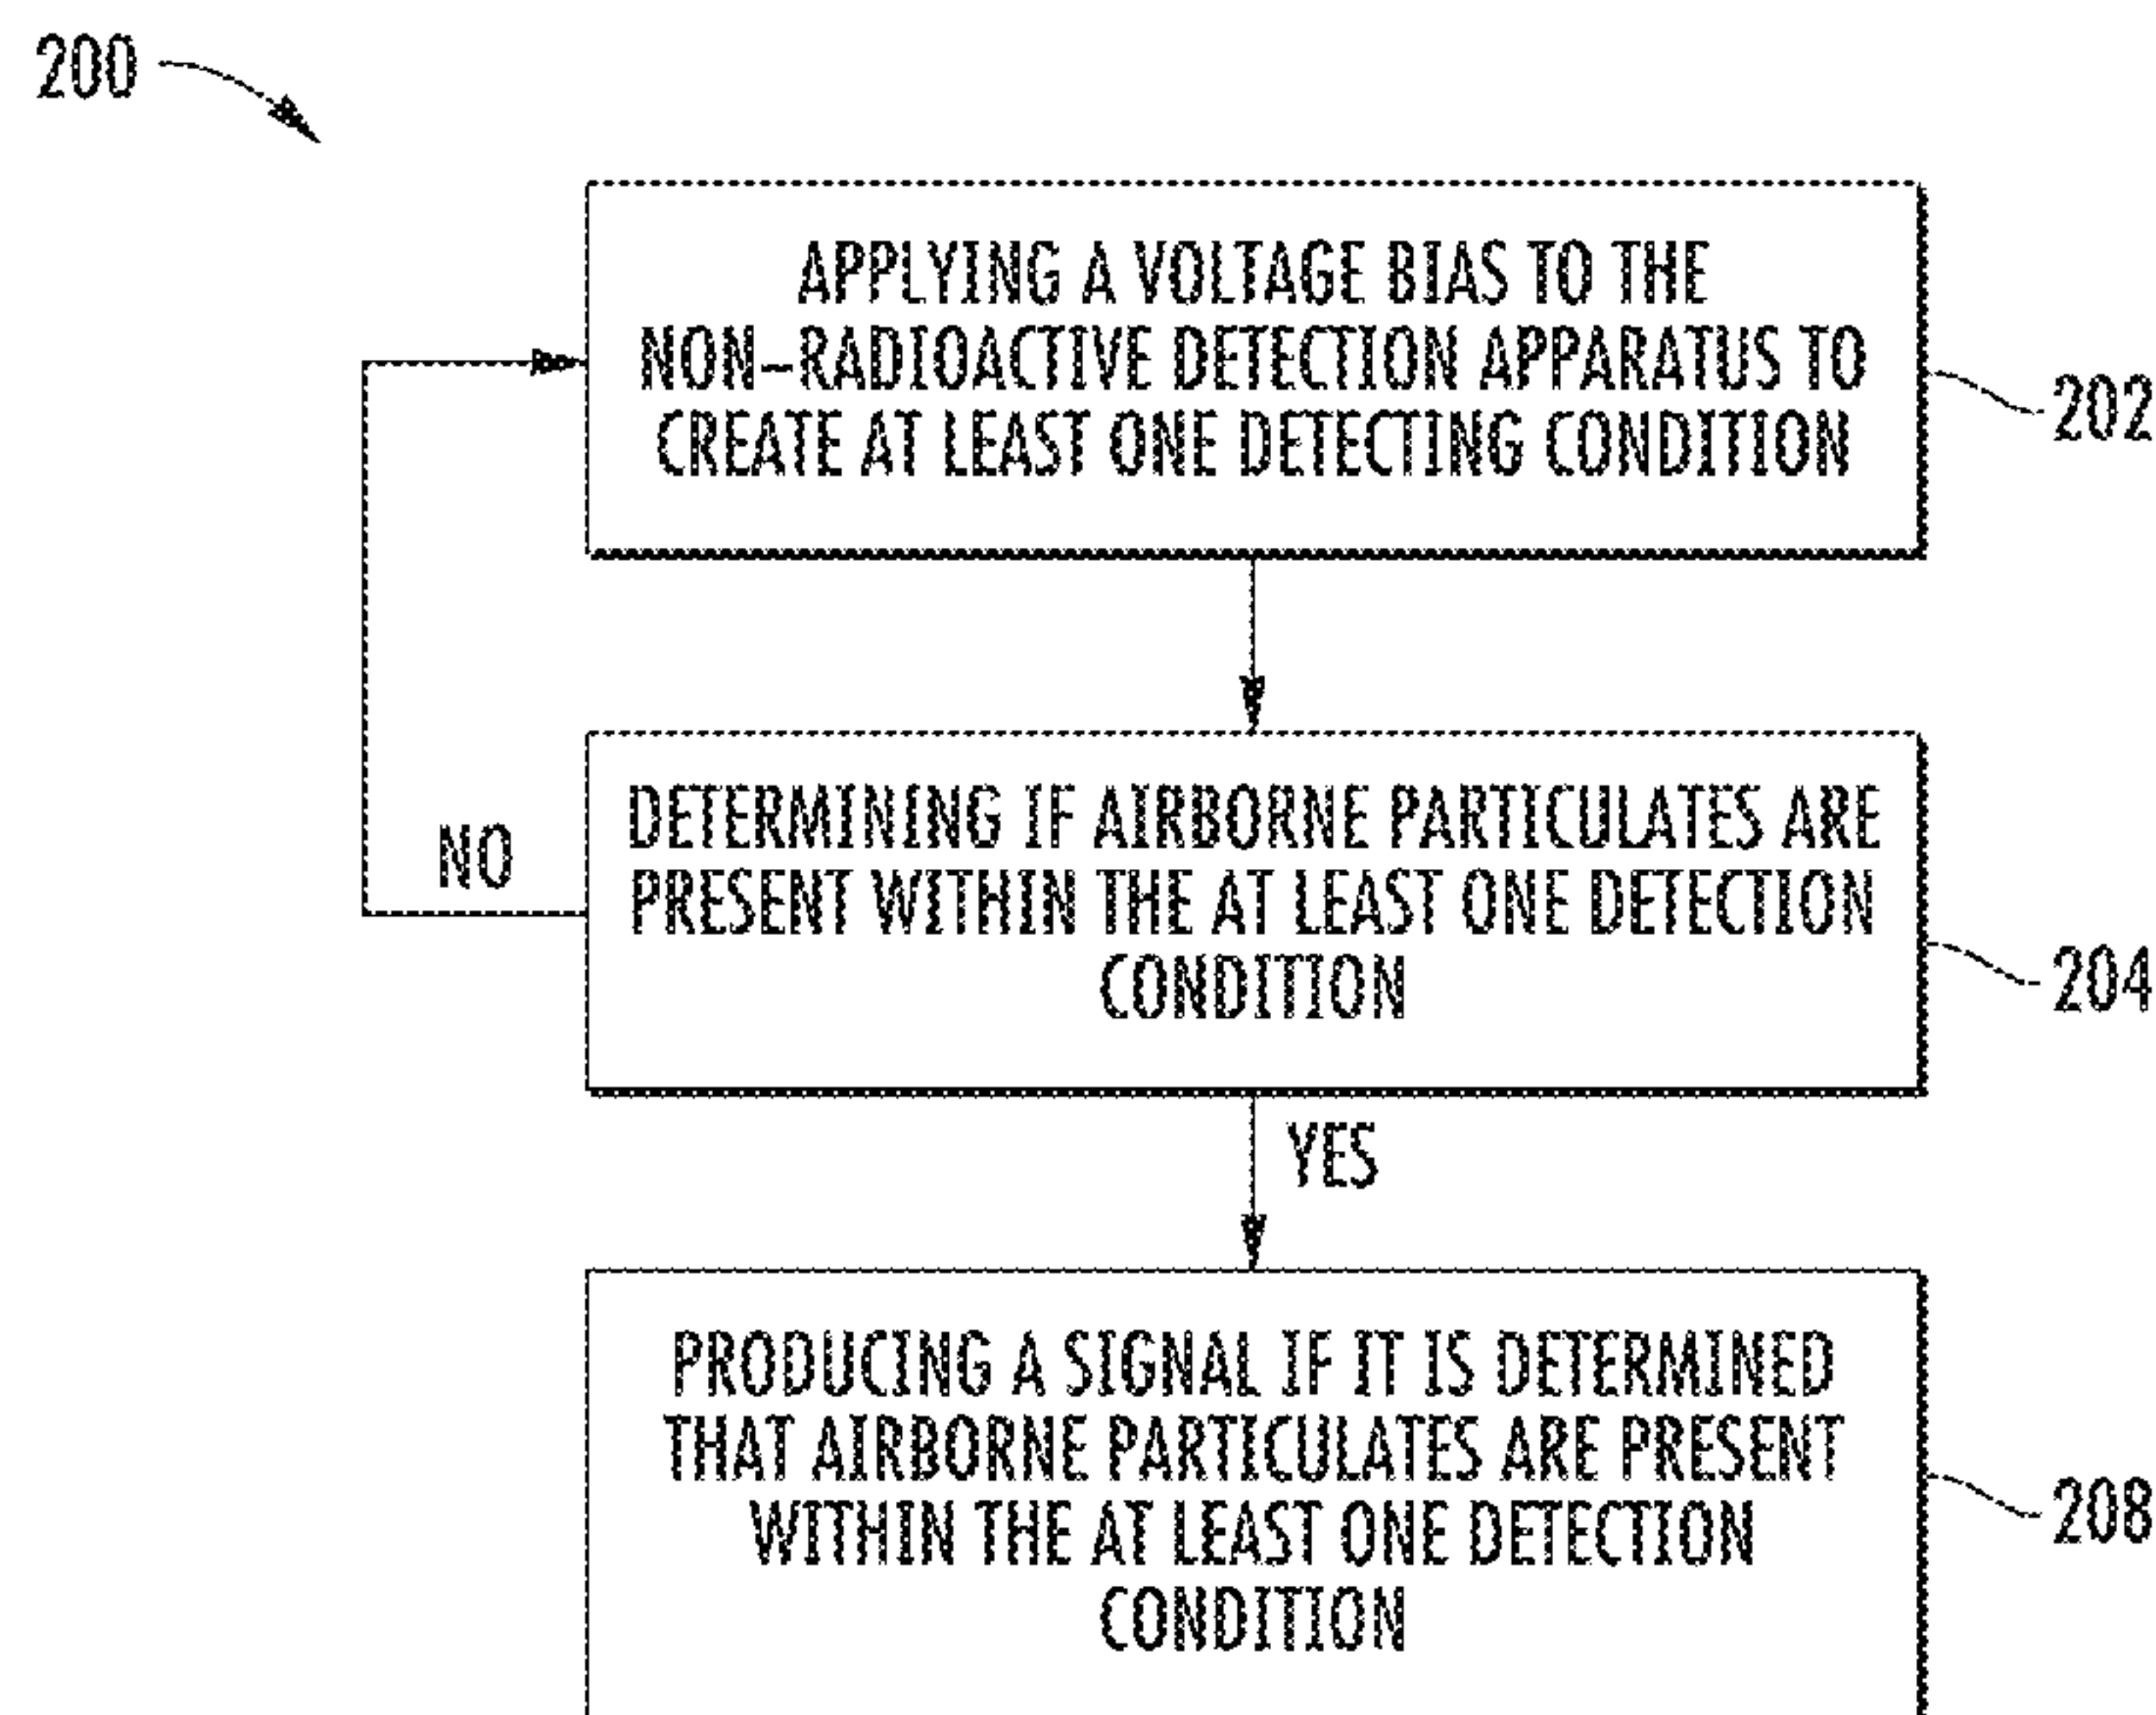 200
APPLYING A VOLTAGE BIAS TO THE
NON-RADIOACTIVE DETECTION APPARATUS TO
CREATE AT LEAST ONE DETECTING CONDITION
202
DETERMINING IF AIRBORNE PARTICULATES ARE
PRESENT WITHIN THE AT LEAST ONE DETECTION
CONDITION
NO
204
YES
PRODUCING A SIGNAL IF IT IS DETERMINED
THAT AIRBORNE PARTICULATES ARE PRESENT
WITHIN THE AT LEAST ONE DETECTION
CONDITION
208